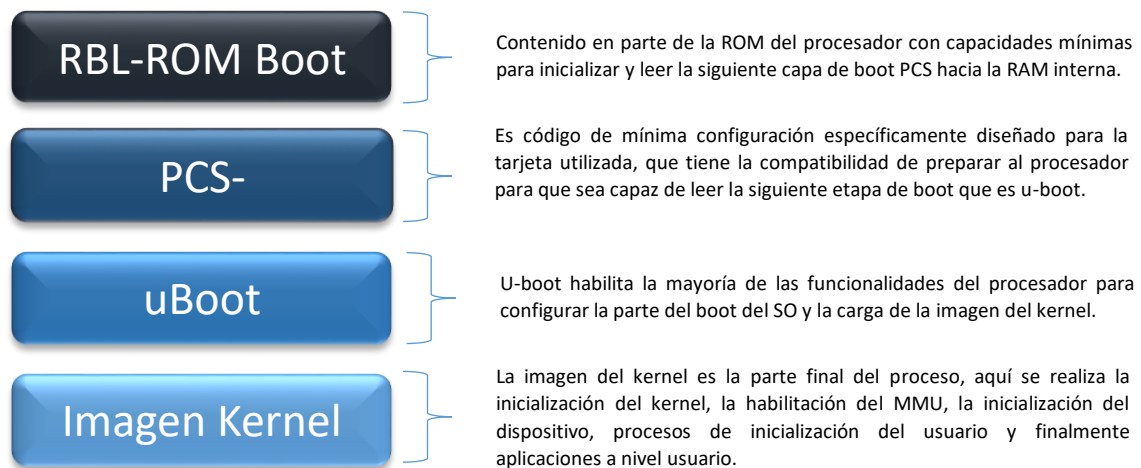 RBL-ROM Boot
Contenido en parte de la ROM del procesador con capacidades mínimas
para inicializar y leer la siguiente capa de boot PCS hacia la RAM interna.
PCS-
Es código de mínima configuración específicamente diseñado para la
tarjeta utilizada, que tiene la compatibilidad de preparar al procesador
para que sea capaz de leer la siguiente etapa de boot que es u-boot.
uBoot
U-boot habilita la mayoría de las funcionalidades del procesador para
configurar la parte del boot del SO y la carga de la imagen del kernel.
Imagen Kernel
La imagen del kernel es la parte final del proceso, aquí se realiza la
inicialización del kernel, la habilitación del MMU, la inicialización del
dispositivo, procesos de inicialización del usuario y finalmente
aplicaciones a nivel usuario.